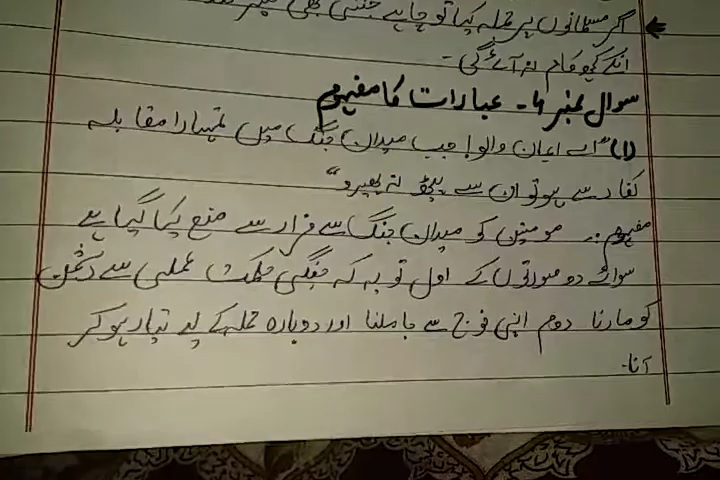 اگر مسلمانوں پر حملہ کیا تو چاہے جتنی بھی
انکے کچھ کام نہ آئے گی۔
سوال نمبر ۴۔ عبارات کا مفہوم
(۱) "اے ایمان والو! جب میدان جنگ میں تمہارا مقابلہ
کفار سے ہو تو ان سے پیٹھ نہ پھیرو"
مفہوم:۔ مومنین کو میدان جنگ سے فرار سے منع کیا گیا ہے
سوائے دو صورتوں کے اول تو یہ کہ جنگی حکمت عملی سے دشمن
کو مارنا دوم اپنی فوج سے جا ملنا اور دوبارہ حملہ کے لیے تیار ہو کر
آنا۔